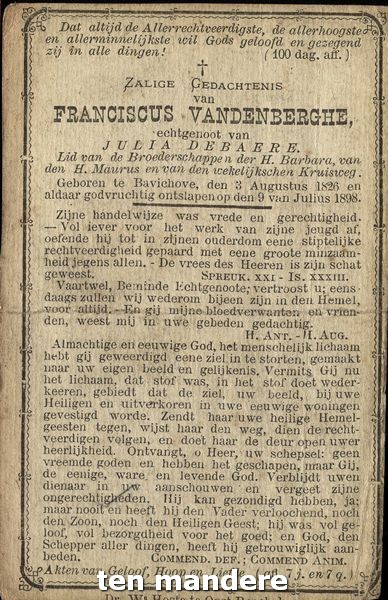 Dat altijd de Allerrechtveerdigste, de allerhoogste
en allerminnelijkste wil Gods geloofd en gezegend
zij in alle dingen! (100 dag. aff.)
†
ZALIGE GEDACHTENIS
van
FRANCISCUS VANDENBERGHE,
echtgenoot van
JULIA DEBAERE.
Lid van de Broederschappen der H. Barbara, van
den H. Maurus en van den wekelijkschen Kruisweg.
Geboren te Bavichove, den 3 Augustus 1826 en
aldaar godvruchtig ontslapen op den 9 van Julius 1898.
Zijne handelwijze was vrede en gerechtigheid.
— Vol iever voor het werk van zijne jeugd af,
oefende hij tot in zijnen ouderdom eene stiptelijke
rechtveerdigheid gepaard met eene groote minzaam-
heid jegens allen. - De vrees des Heeren is zijn schat
geweest. SPREUK. XXI - IS. XXXIII.
Vaartwel, Beminde Echtgenoote; vertroost u; eens-
daags zullen wij wederom bijeen zijn in den Hemel,
voor altijd. - En gij mijne bloedverwanten en vrien-
den, weest mij in uwe gebeden gedachtig.
H. ANT. - H. AUG.
Almachtige en eeuwige God, het menschelijk lichaam
hebt gij geweerdigd eene ziel in te storten, gemaakt
naar uw eigen beeld en gelijkenis. Vermits Gij nu
het lichaam, dat stof was, in het stof doet weder-
keeren, gebiedt dat de ziel, uw beeld, bij uwe
Heiligen en uitverkoren in uwe eeuwige woningen
gevestigd worde. Zendt haar uwe heilige Hemel-
geesten tegen, wijst haar den weg, dien de recht-
veerdigen volgen, en doet haar de deur open uwer
heerlijkheid. Ontvangt, o Heer, uw schepsel: geen
vreemde goden en hebben het geschapen, maar Gij,
de eenige, ware en levende God. Verblijdt uwen
dienaar in uw aanschouwen en vergeet zijne
ongerechtigheden. Hij kan gezondigd hebben, ja;
maar nooit en heeft hij den Vader verloochend, noch
den Zoon, noch den Heiligen Geest; hij was vol ge-
loof, vol bezorgdheid voor het goed; en God, den
Schepper aller dingen, heeft hij getrouwiglijk aan-
beden. COMMEND. DEF.; COMMEND ANIM.
Akten van Geloof, Hoop en Liefde. (afl. 7 j. en 7 q.)
ten mandere